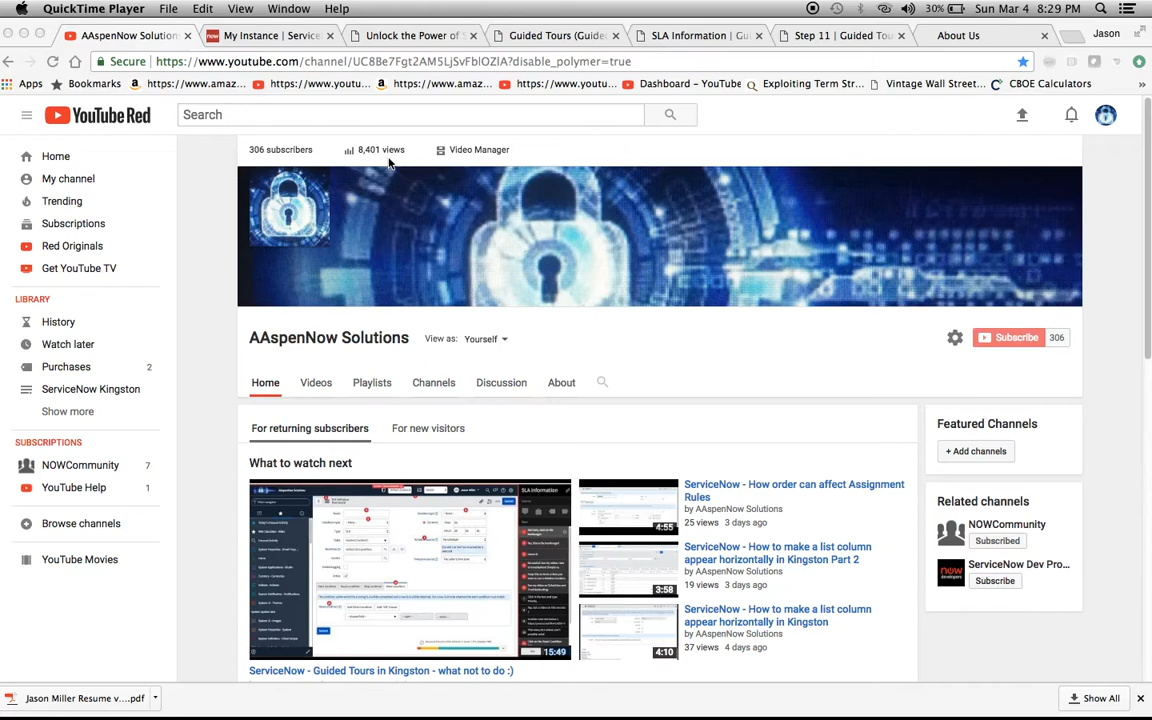 QuickTime Player File Edit View Window Help 30% Sun Mar 4 8:29 PM Jason
AAspenNow Solution × My Instance | Service × Unlock the Power of S × Guided Tours (Guided × SLA Information | Gui × Step 11 | Guided Tou × About Us × Jason
Secure https://www.youtube.com/channel/UC8Be7Fgt2AM5LjSvFblOZlA?disable_polymer=true
Apps Bookmarks https://www.amaz... https://www.youtu... https://www.amaz... https://www.youtu... Dashboard – YouTube Exploiting Term Str... Vintage Wall Street... CBOE Calculators »
YouTube Red Search
306 subscribers 8,401 views Video Manager
Home
My channel
Trending
Subscriptions
Red Originals
Get YouTube TV
LIBRARY
History
Watch later
Purchases 2
ServiceNow Kingston
Show more
SUBSCRIPTIONS
NOWCommunity 7
YouTube Help 1
Browse channels
YouTube Movies
AAspenNow Solutions View as: Yourself Subscribe 306
Home Videos Playlists Channels Discussion About
For returning subscribers For new visitors
What to watch next
SLA Information
15:49
ServiceNow - Guided Tours in Kingston - what not to do :)
4:55
ServiceNow - How order can affect Assignment
Rules
by AAspenNow Solutions
25 views 3 days ago
3:58
ServiceNow - How to make a list column
appear horizontally in Kingston Part 2
by AAspenNow Solutions
19 views 3 days ago
4:10
ServiceNow - How to make a list column
appear horizontally in Kingston
by AAspenNow Solutions
37 views 4 days ago
Featured Channels
+ Add channels
Related channels
NOWCommunity
Subscribed
now
ServiceNow Dev Pro...
Subscribe
Jason Miller Resume v....pdf Show All